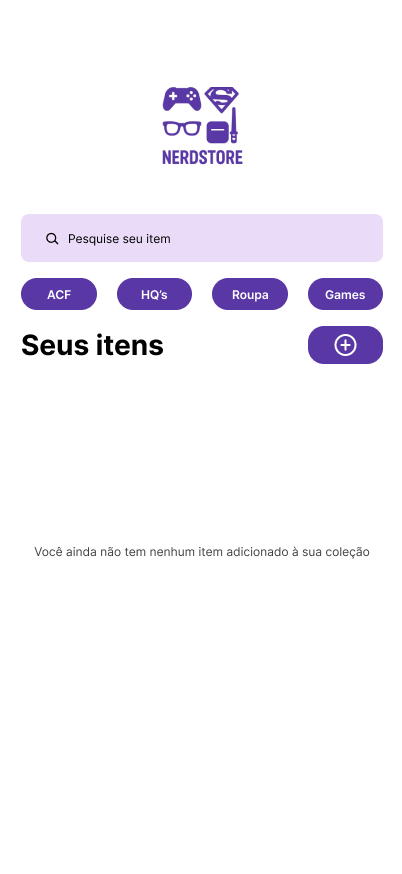 NERDSTORE
Pesquise seu item
ACF HQ's Roupa Games
Seus itens
Você ainda não tem nenhum item adicionado à sua coleção